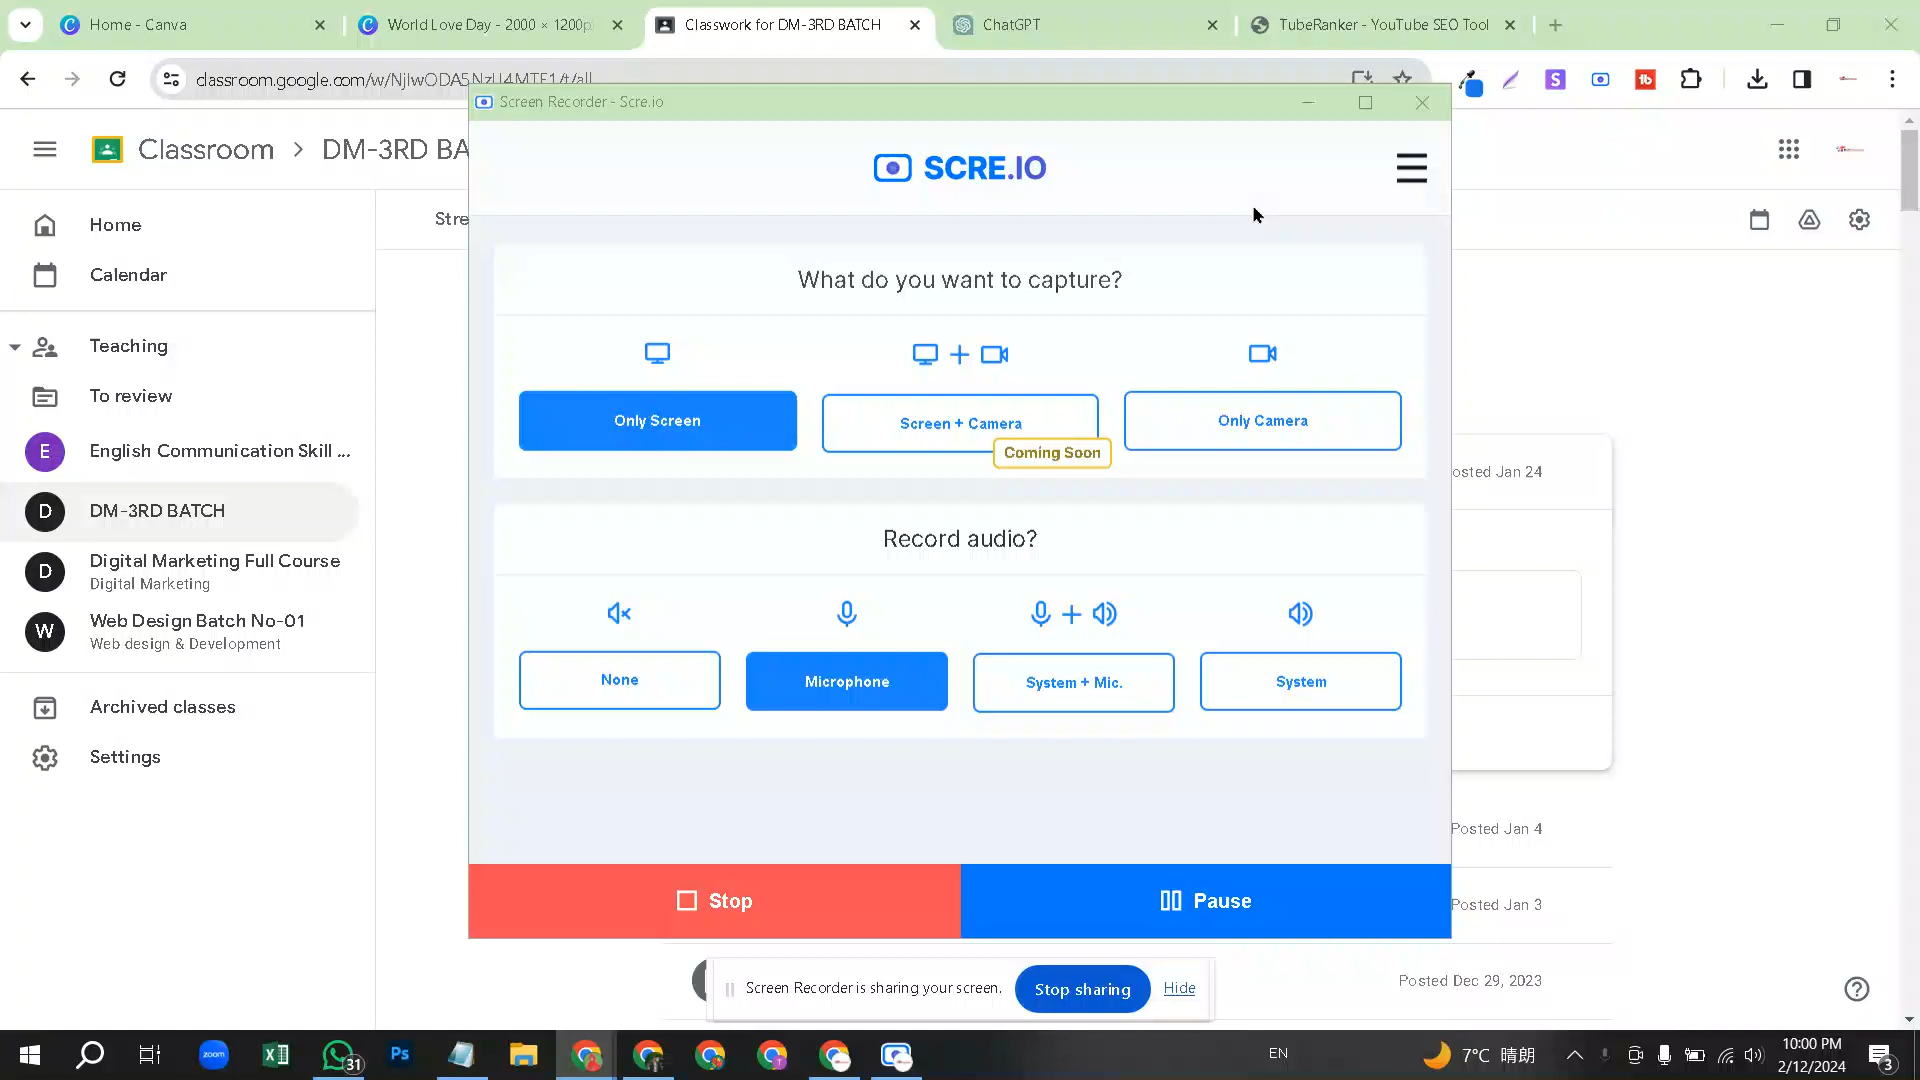 Home - Canva
World Love Day - 2000 × 1200p
Classwork for DM-3RD BATCH
ChatGPT
TubeRanker - YouTube SEO Tool
Screen Recorder - Scre.io
Classroom > DM-3RD BA
SCRE.IO
Home
Calendar
Stre
What do you want to capture?
Teaching
To review
Only Screen
Screen + Camera
Only Camera
Coming Soon
E
English Communication Skill ...
osted Jan 24
D
DM-3RD BATCH
Record audio?
D
Digital Marketing Full Course
Digital Marketing
W
Web Design Batch No-01
Web design & Development
None
Microphone
System + Mic.
System
Archived classes
Settings
Posted Jan 4
Stop
Pause
Posted Jan 3
Posted Dec 29, 2023
Screen Recorder is sharing your screen.
Stop sharing
Hide
zoom
31
Ps
EN
7°C 晴朗
10:00 PM
2/12/2024
3